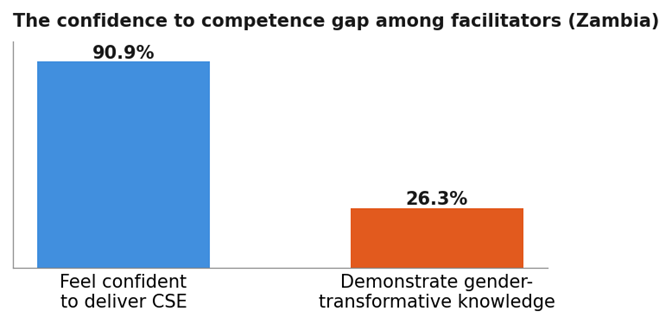 The confidence to competence gap among facilitators (Zambia)
90.9%
26.3%
Feel confident
to deliver CSE
Demonstrate gender-
transformative knowledge